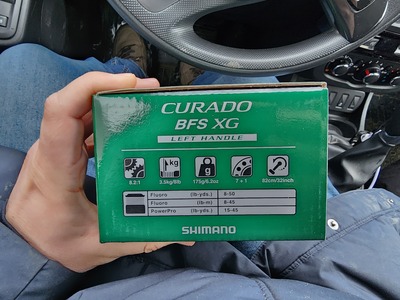 CURADO
BFS XG
LEFT HANDLE
kg
g
8.2:1
3.5kg/8lb
175g/6.2oz
7 + 1
82cm/32inch
Fluoro (lb-yds.) 8-50
Fluoro (lb-m) 8-45
PowerPro (lb-yds.) 15-45
SHIMANO